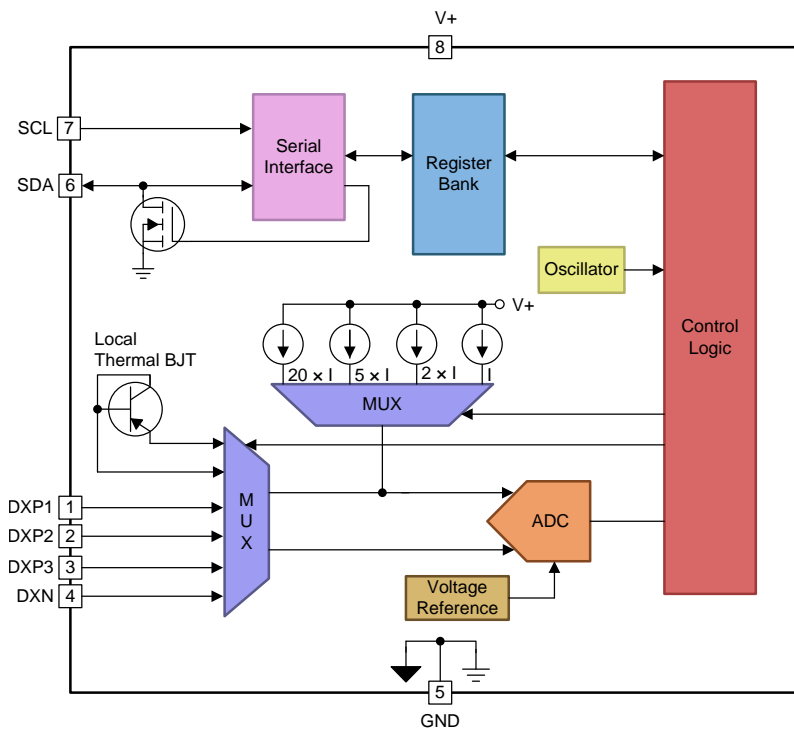 V+
8
SCL
7
SDA
6
Serial
Interface
Register
Bank
Oscillator
Control
Logic
V+
20 × I
5 × I
2 × I
I
MUX
Local
Thermal BJT
M
U
X
DXP1
1
DXP2
2
DXP3
3
DXN
4
ADC
Voltage
Reference
5
GND